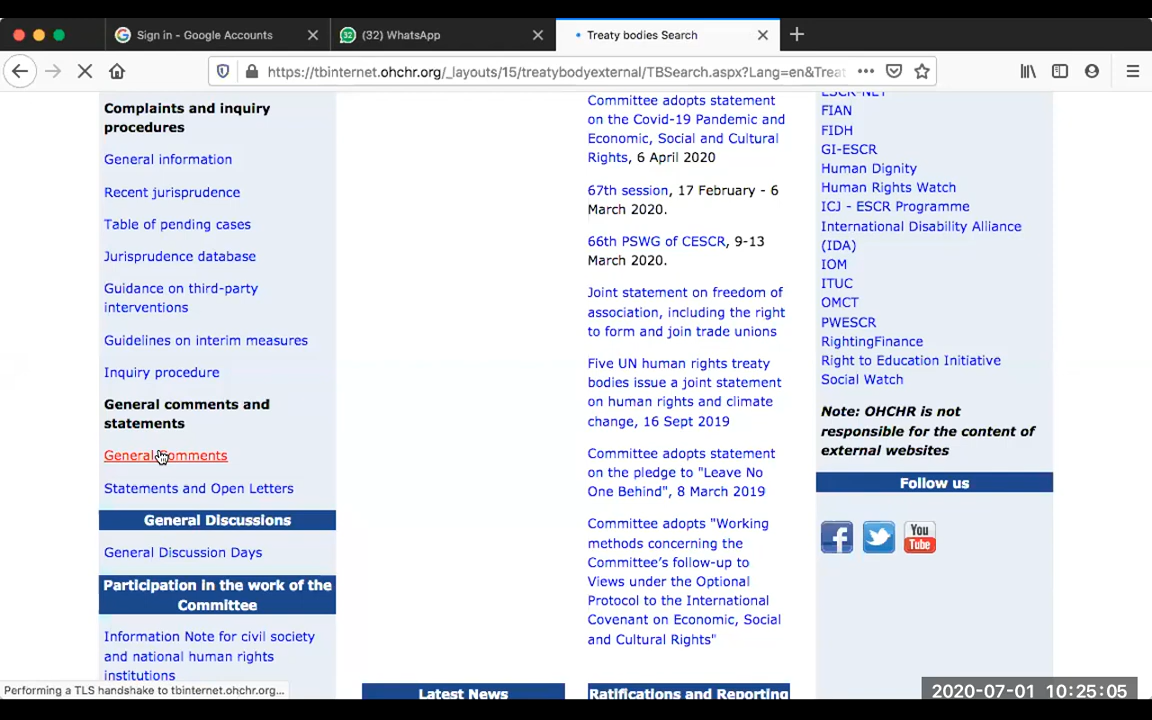 Sign in - Google Accounts
(32) WhatsApp
Treaty bodies Search
https://tbinternet.ohchr.org/_layouts/15/treatybodyexternal/TBSearch.aspx?Lang=en&Treat
Complaints and inquiry
procedures
General information
Recent jurisprudence
Table of pending cases
Jurisprudence database
Guidance on third-party
interventions
Guidelines on interim measures
Inquiry procedure
General comments and
statements
General Comments
Statements and Open Letters
General Discussions
General Discussion Days
Participation in the work of the
Committee
Information Note for civil society
and national human rights
institutions
Performing a TLS handshake to tbinternet.ohchr.org...
Latest News
Committee adopts statement
on the Covid-19 Pandemic and
Economic, Social and Cultural
Rights, 6 April 2020
67th session, 17 February - 6
March 2020.
66th PSWG of CESCR, 9-13
March 2020.
Joint statement on freedom of
association, including the right
to form and join trade unions
Five UN human rights treaty
bodies issue a joint statement
on human rights and climate
change, 16 Sept 2019
Committee adopts statement
on the pledge to "Leave No
One Behind", 8 March 2019
Committee adopts "Working
methods concerning the
Committee's follow-up to
Views under the Optional
Protocol to the International
Covenant on Economic, Social
and Cultural Rights"
Ratifications and Reporting
ESCR-NET
FIAN
FIDH
GI-ESCR
Human Dignity
Human Rights Watch
ICJ - ESCR Programme
International Disability Alliance
(IDA)
IOM
ITUC
OMCT
PWESCR
RightingFinance
Right to Education Initiative
Social Watch
Note: OHCHR is not
responsible for the content of
external websites
Follow us
You
Tube
2020-07-01 10:25:05